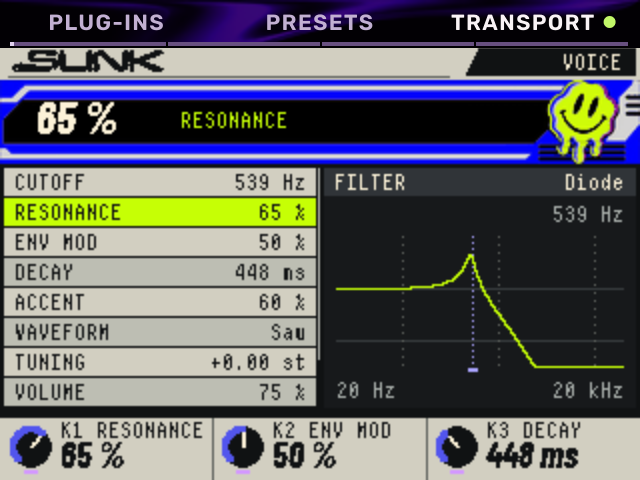 PLUG-INS PRESETS TRANSPORT
SLINK VOICE
65 % RESONANCE
CUTOFF 539 Hz
RESONANCE 65 %
ENV MOD 50 %
DECAY 448 ms
ACCENT 60 %
WAVEFORM Saw
TUNING +0.00 st
VOLUME 75 %
FILTER Diode
539 Hz
20 Hz 20 kHz
K1 RESONANCE
65 %
K2 ENV MOD
50 %
K3 DECAY
448 ms